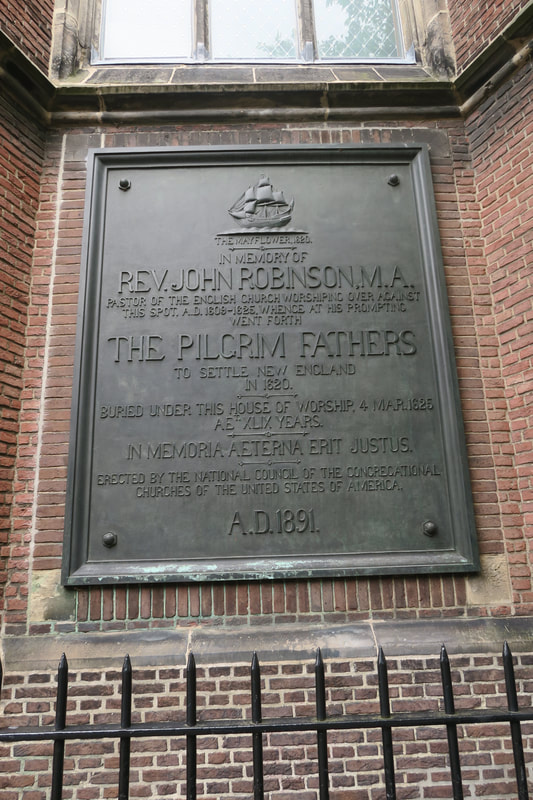 THE MAYFLOWER, 1620.
IN MEMORY OF
REV. JOHN ROBINSON, M.A.
PASTOR OF THE ENGLISH CHURCH WORSHIPING OVER AGAINST
THIS SPOT, A.D. 1609-1625, WHENCE AT HIS PROMPTING
WENT FORTH
THE PILGRIM FATHERS
TO SETTLE NEW ENGLAND
IN 1620.
BURIED UNDER THIS HOUSE OF WORSHIP, 4 MAR. 1625
AET XLIX YEARS.
IN MEMORIA AETERNA ERIT JUSTUS.
ERECTED BY THE NATIONAL COUNCIL OF THE CONGREGATIONAL
CHURCHES OF THE UNITED STATES OF AMERICA,
A.D. 1891.